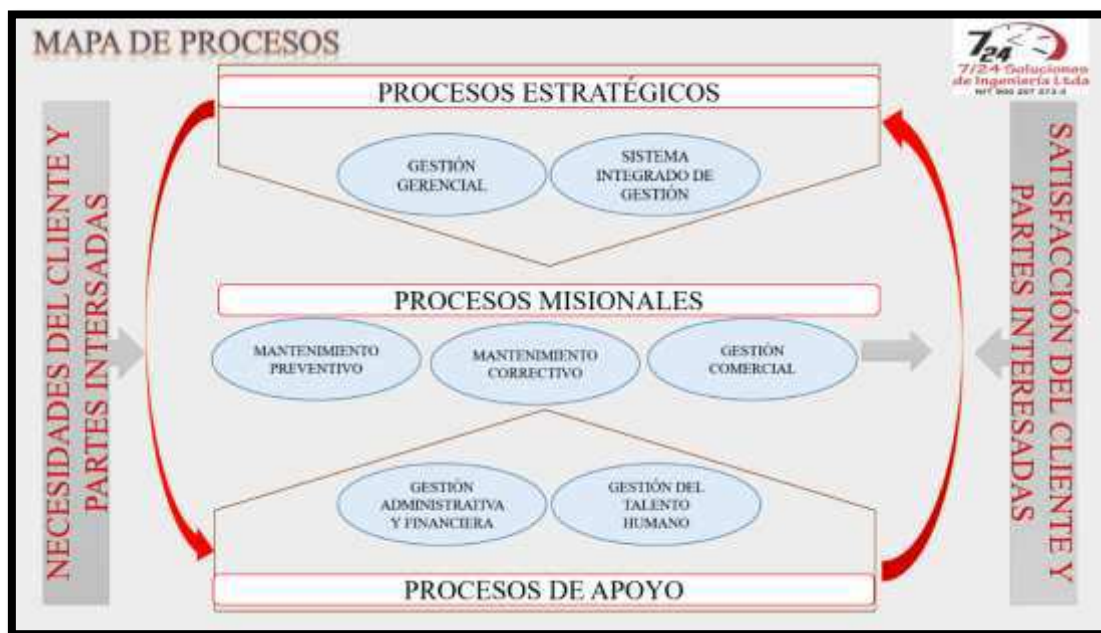 MAPA DE PROCESOS
7/24
7/24 Soluciones
de Ingeniería Ltda
NIT 900
PROCESOS ESTRATÉGICOS
GESTIÓN
GERENCIAL
SISTEMA
INTEGRADO DE
GESTIÓN
NECESIDADES DEL CLIENTE Y
PARTES INTERSADAS
PROCESOS MISIONALES
MANTENIMIENTO
PREVENTIVO
MANTENIMIENTO
CORRECTIVO
GESTIÓN
COMERCIAL
SATISFACCIÓN DEL CLIENTE Y
PARTES INTERESADAS
GESTIÓN
ADMINISTRATIVA
Y FINANCIERA
GESTIÓN DEL
TALENTO
HUMANO
PROCESOS DE APOYO